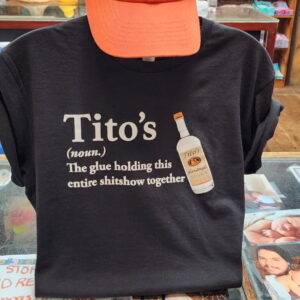 Tito's
(noun.)
The glue holding this
entire shitshow together